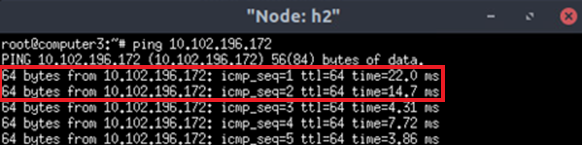 "Node: h2"
root@computer3:~# ping 10.102.196.172
PING 10.102.196.172 (10.102.196.172) 56(84) bytes of data.
64 bytes from 10.102.196.172: icmp_seq=1 ttl=64 time=22.0 ms
64 bytes from 10.102.196.172: icmp_seq=2 ttl=64 time=14.7 ms
64 bytes from 10.102.196.172: icmp_seq=3 ttl=64 time=4.31 ms
64 bytes from 10.102.196.172: icmp_seq=4 ttl=64 time=7.72 ms
64 bytes from 10.102.196.172: icmp_seq=5 ttl=64 time=3.86 ms